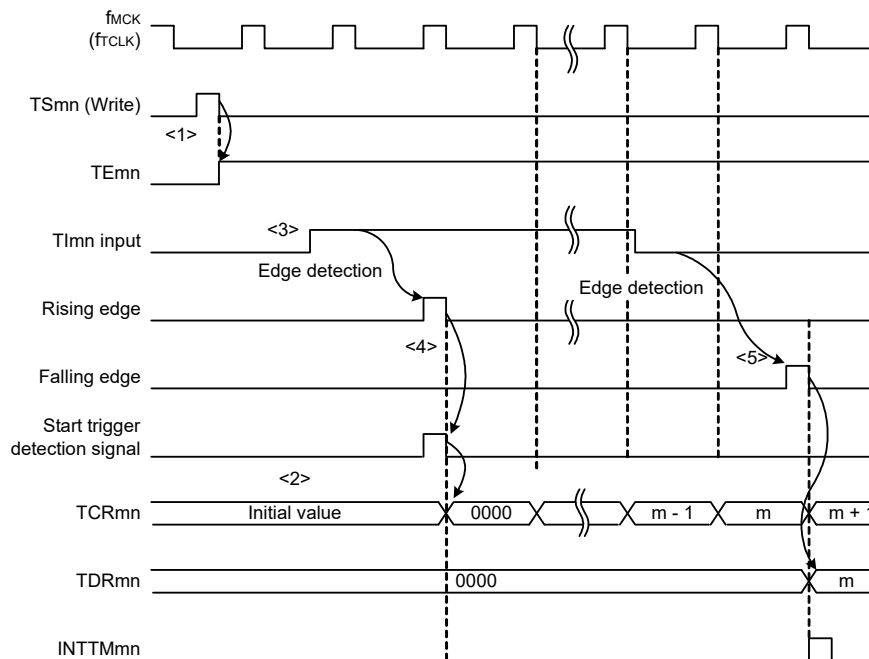 fMCK
(fTCLK)
TSmn (Write)
<1>
TEmn
TImn input
<3>
Edge detection
Edge detection
Rising edge
<4>
<5>
Falling edge
Start trigger
detection signal
<2>
TCRmn
Initial value
0000
m - 1
m
m + 1
TDRmn
0000
m
INTTMmn